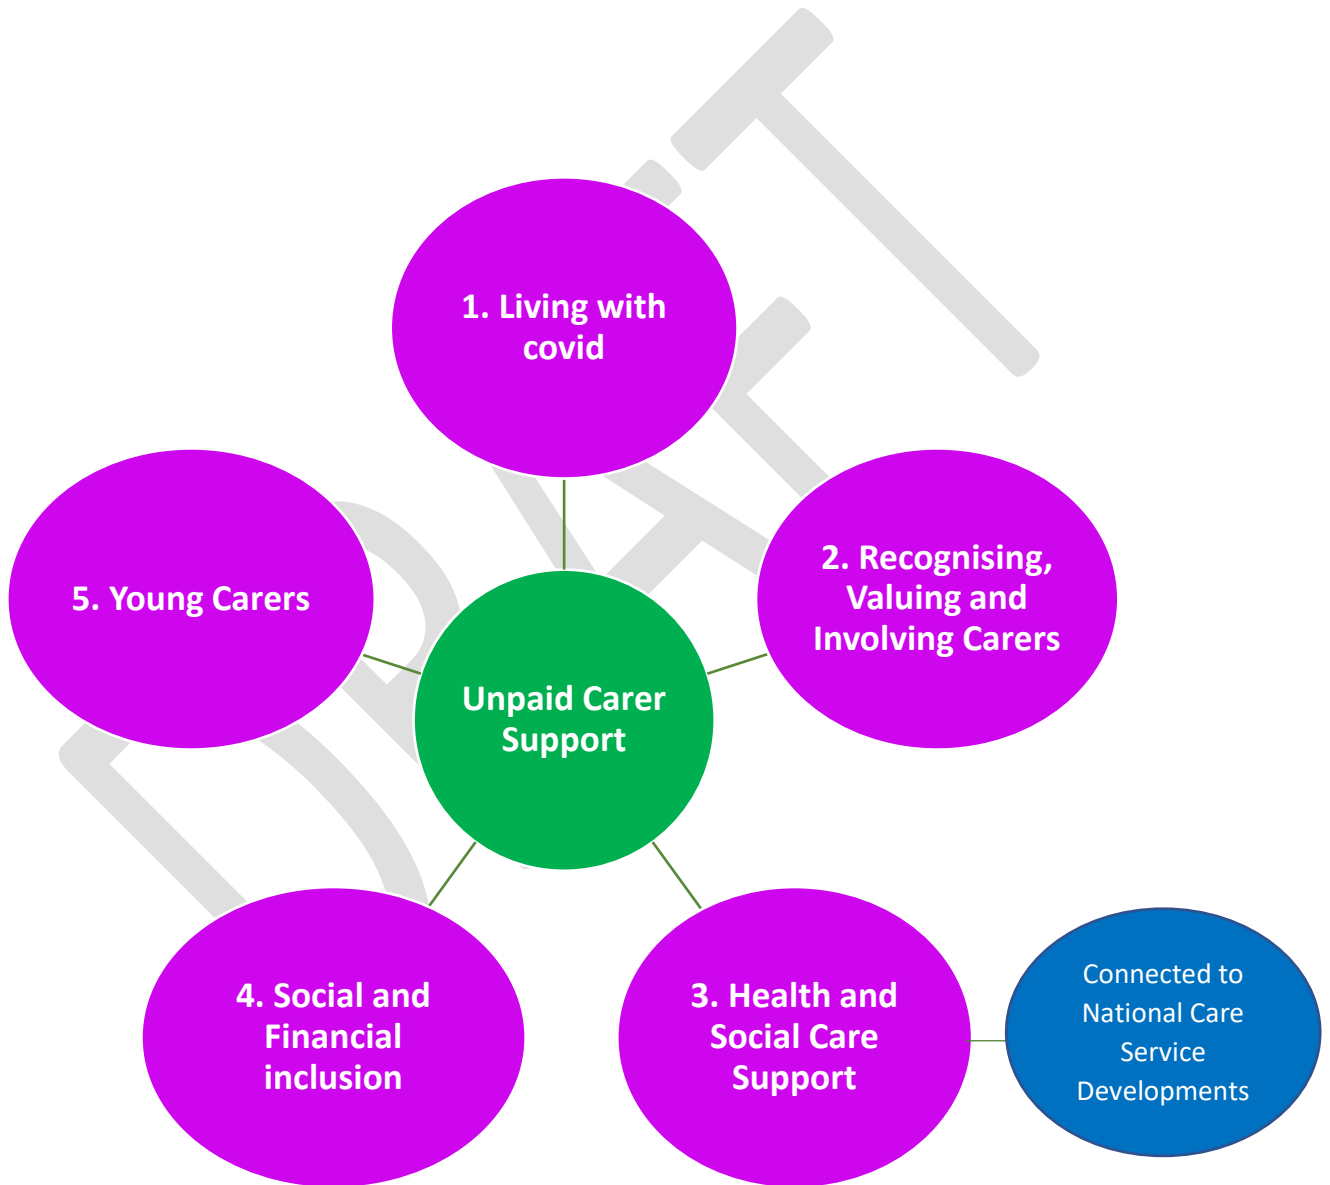 DRAFT
1. Living with
covid
2. Recognising,
Valuing and
Involving Carers
5. Young Carers
Unpaid Carer
Support
4. Social and
Financial
inclusion
3. Health and
Social Care
Support
Connected to
National Care
Service
Developments